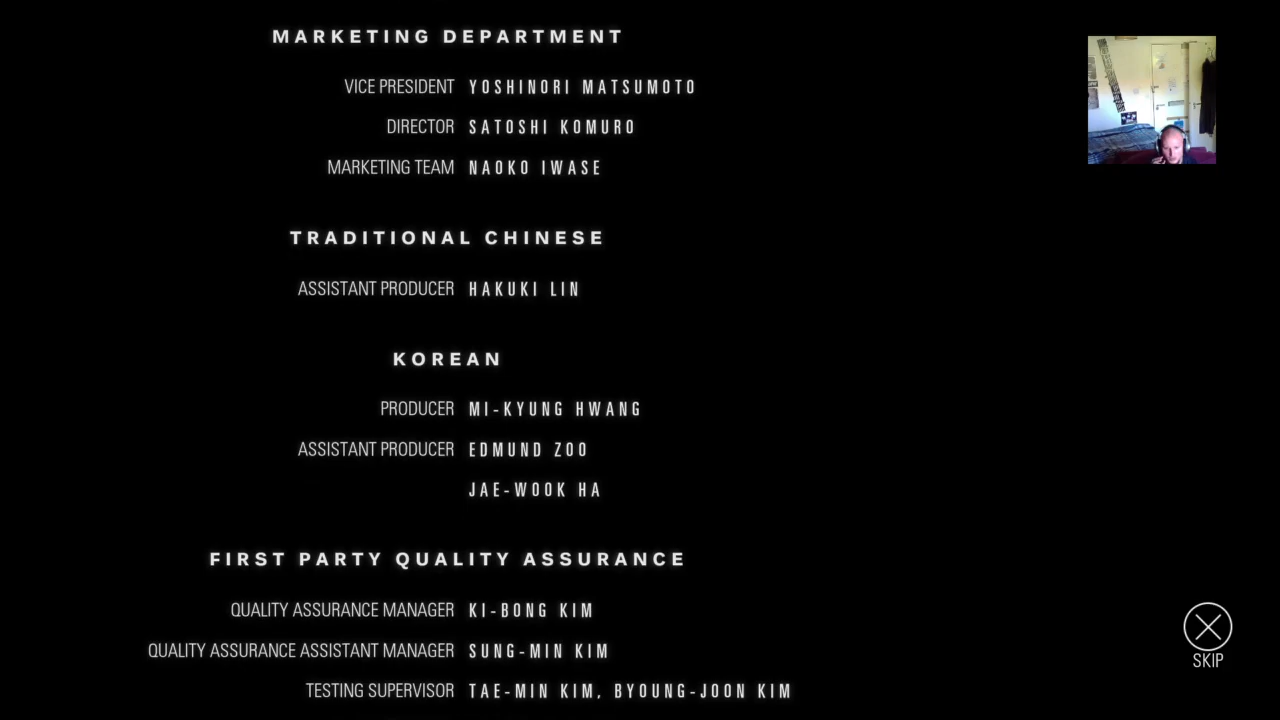 MARKETING DEPARTMENT
VICE PRESIDENT YOSHINORI MATSUMOTO
DIRECTOR SATOSHI KOMURO
MARKETING TEAM NAOKO IWASE
TRADITIONAL CHINESE
ASSISTANT PRODUCER HAKUKI LIN
KOREAN
PRODUCER MI-KYUNG HWANG
ASSISTANT PRODUCER EDMUND ZOO
JAE-WOOK HA
FIRST PARTY QUALITY ASSURANCE
QUALITY ASSURANCE MANAGER KI-BONG KIM
QUALITY ASSURANCE ASSISTANT MANAGER SUNG-MIN KIM
TESTING SUPERVISOR TAE-MIN KIM, BYOUNG-JOON KIM
SKIP